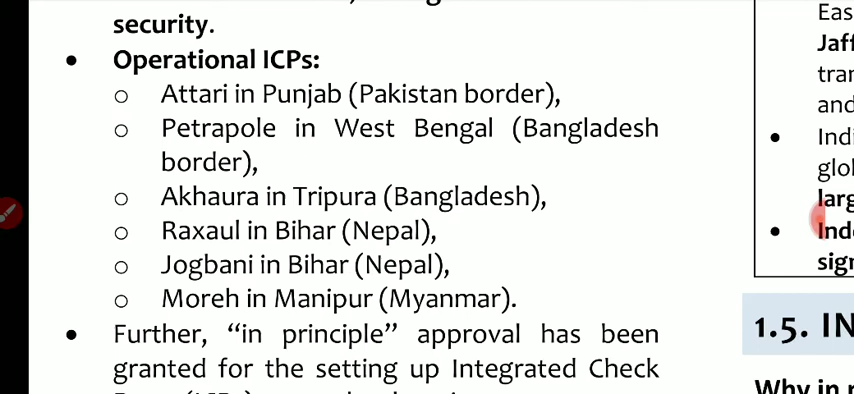 security.
• Operational ICPs:
o Attari in Punjab (Pakistan border),
o Petrapole in West Bengal (Bangladesh
border),
o Akhaura in Tripura (Bangladesh),
o Raxaul in Bihar (Nepal),
o Jogbani in Bihar (Nepal),
o Moreh in Manipur (Myanmar).
• Further, “in principle” approval has been
granted for the setting up Integrated Check
Eas
Jaff
tran
and
• Indi
glob
larg
• Inde
sign
1.5. IN
Why in n